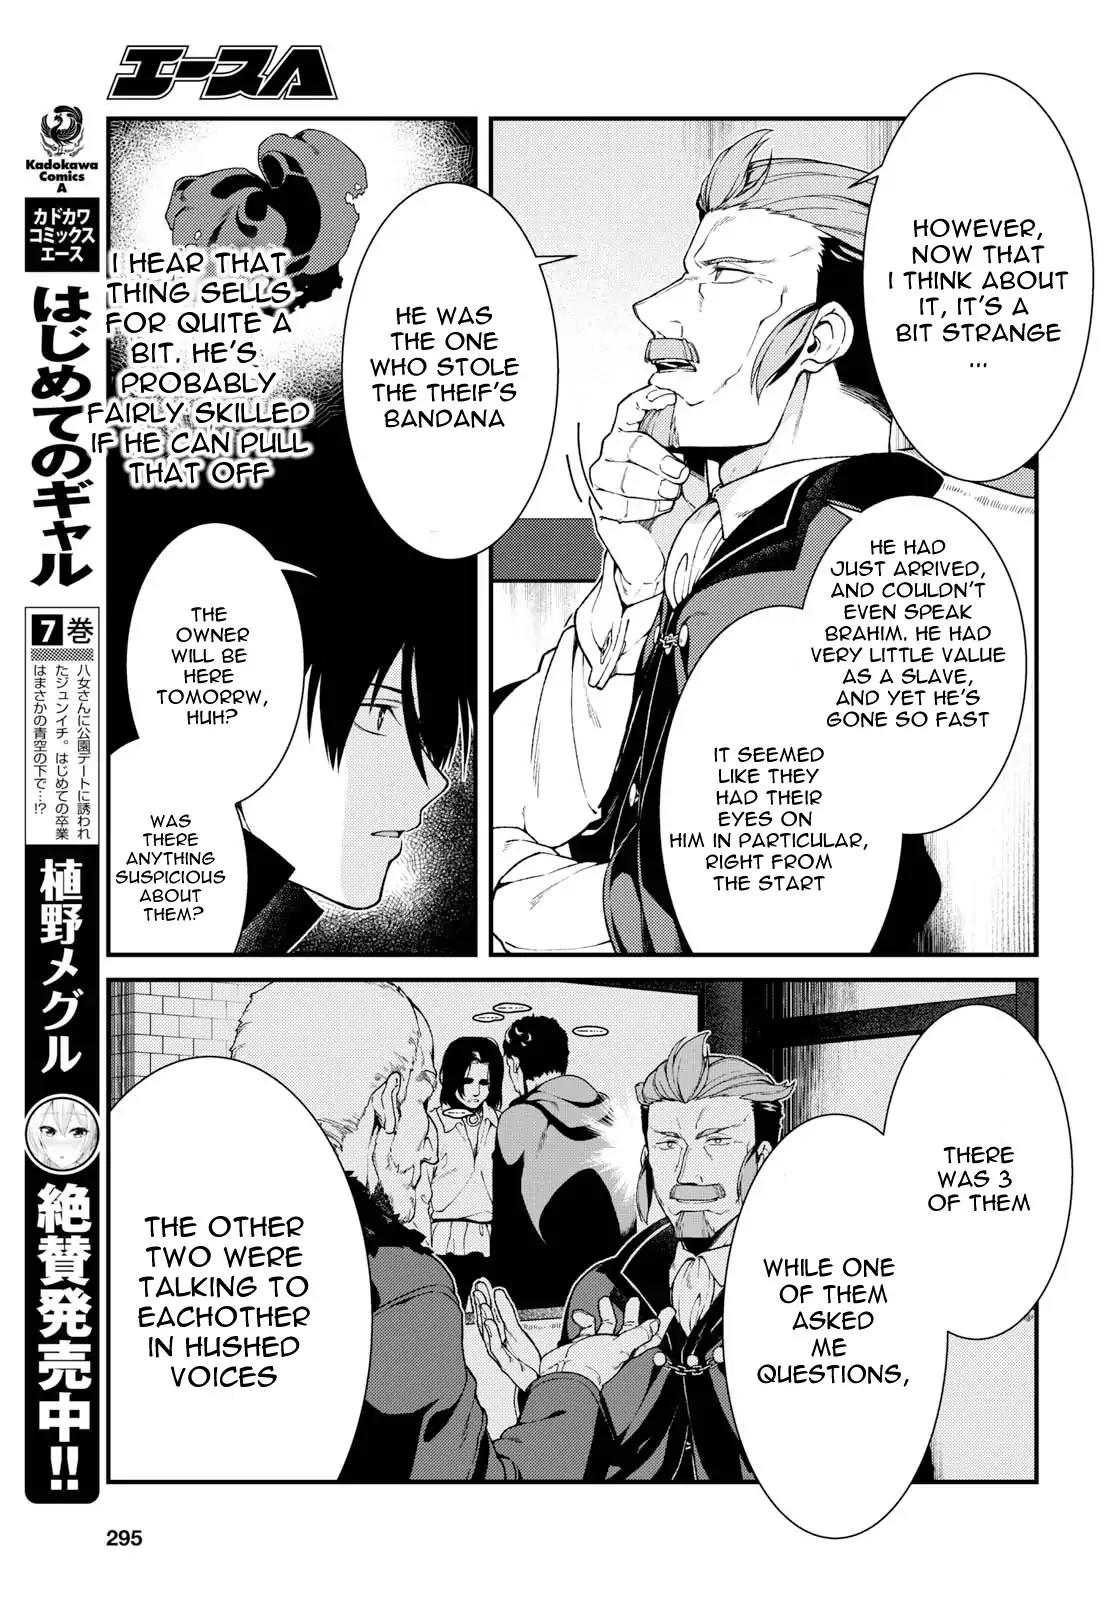 エースA
Kadokawa
Comics
A
カドカワ
コミックス
エース
はじめてのギャル
7巻
八女さんに公園デートに誘われ
たジュンイチ。はじめての卒業
はまさかの青空の下で…!?
植野メグル
絶賛発売中!!
HOWEVER,
NOW THAT
I THINK ABOUT
IT, IT'S A
BIT STRANGE
...
HE HAD
JUST ARRIVED,
AND COULDN'T
EVEN SPEAK
BRAHIM. HE HAD
VERY LITTLE VALUE
AS A SLAVE,
AND YET HE'S
GONE SO FAST
IT SEEMED
LIKE THEY
HAD THEIR
EYES ON
HIM IN PARTICULAR,
RIGHT FROM
THE START
HE WAS
THE ONE
WHO STOLE
THE THEIF'S
BANDANA
I HEAR THAT
THING SELLS
FOR QUITE A
BIT. HE'S
PROBABLY
FAIRLY SKILLED
IF HE CAN PULL
THAT OFF
THE
OWNER
WILL BE
HERE
TOMORRW,
HUH?
WAS
THERE
ANYTHING
SUSPICIOUS
ABOUT
THEM?
THERE
WAS 3
OF THEM
WHILE ONE
OF THEM
ASKED
ME
QUESTIONS,
THE OTHER
TWO WERE
TALKING TO
EACHOTHER
IN HUSHED
VOICES
295